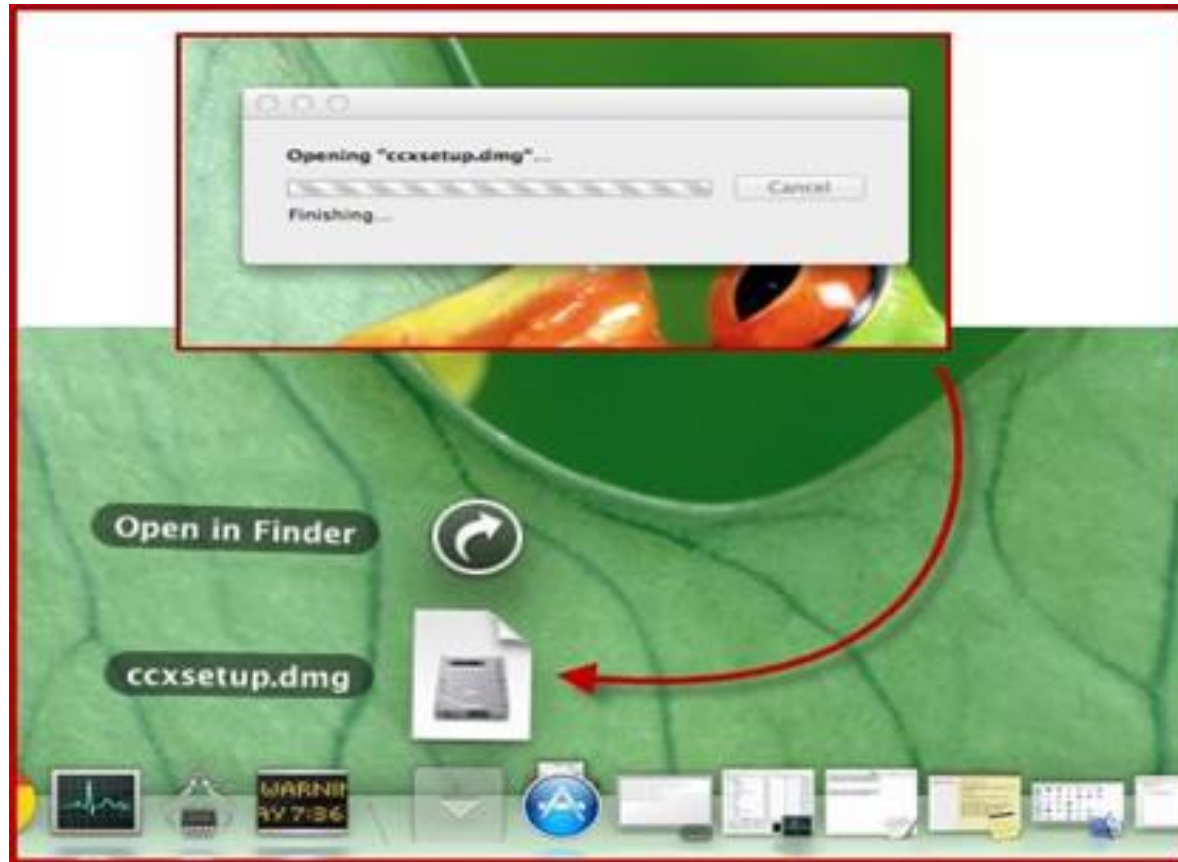 Opening "ccxsetup.dmg"...
Cancel
Finishing...
Open in Finder
ccxsetup.dmg
WARNIN
AY 7:36